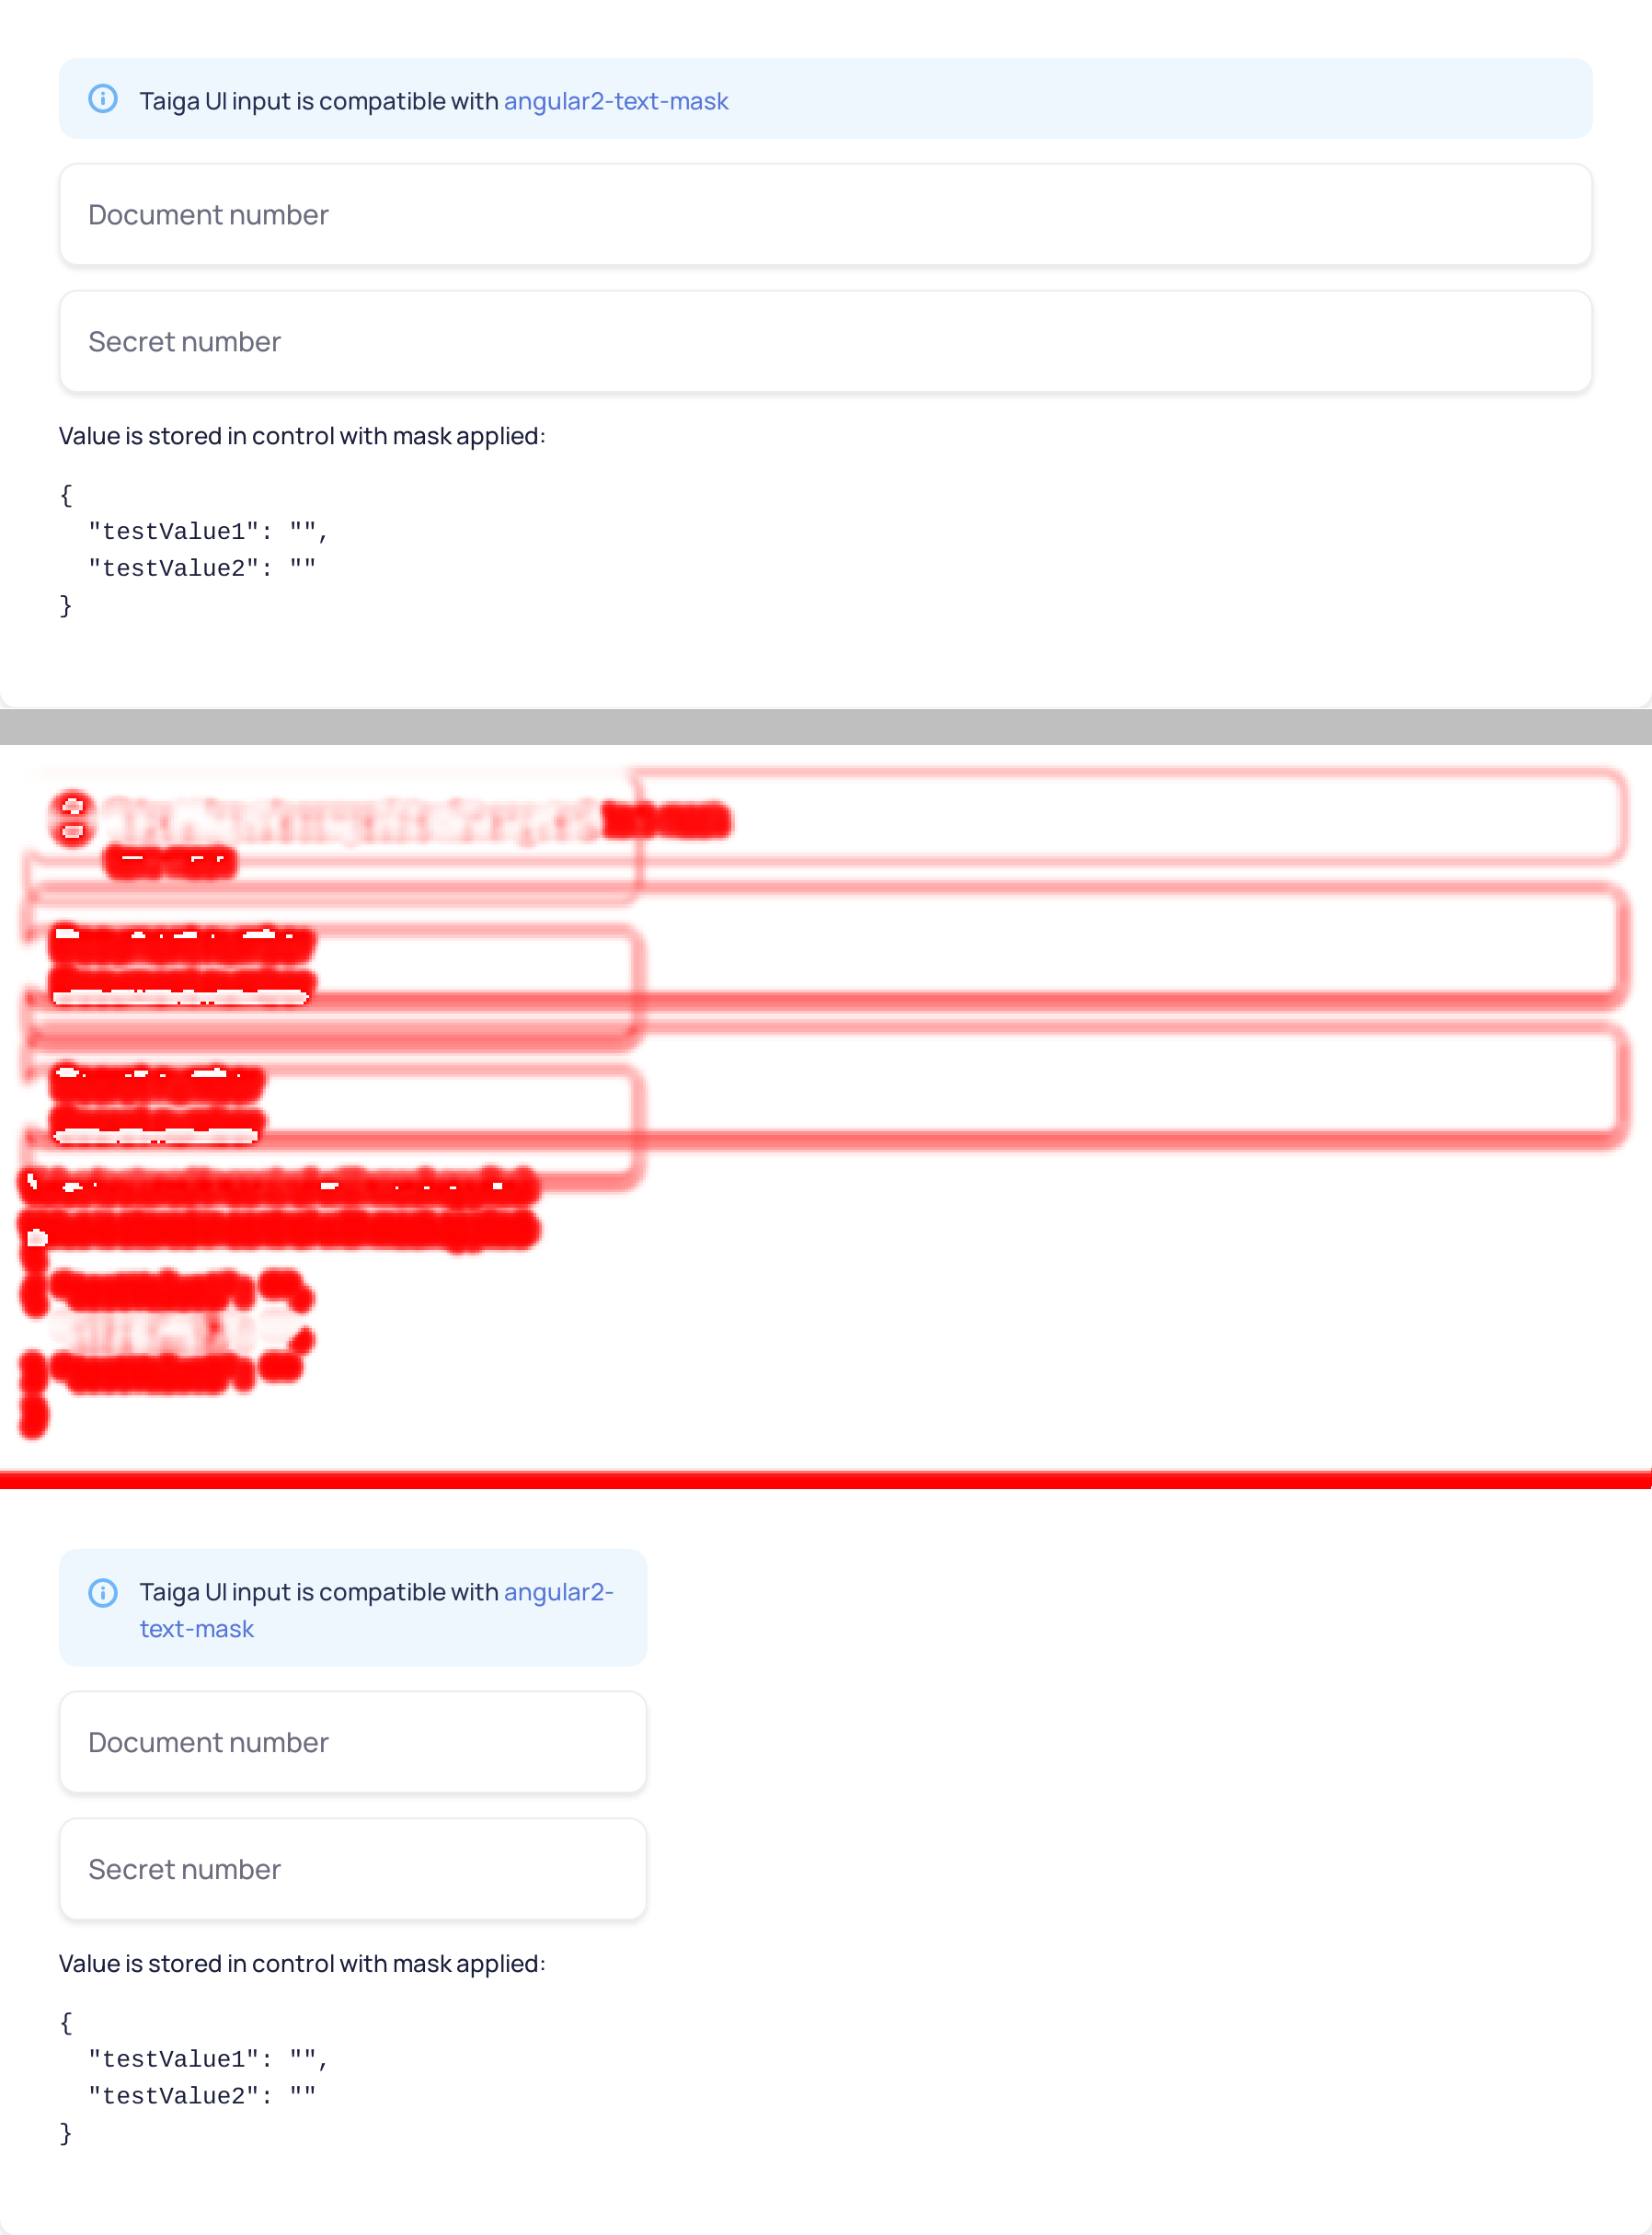 Taiga UI input is compatible with angular2-text-mask
Document number
Secret number
Value is stored in control with mask applied:
{
  "testValue1": "",
  "testValue2": ""
}
Taiga UI input is compatible with angular2-
text-mask
Document number
Secret number
Value is stored in control with mask applied:
{
  "testValue1": "",
  "testValue2": ""
}